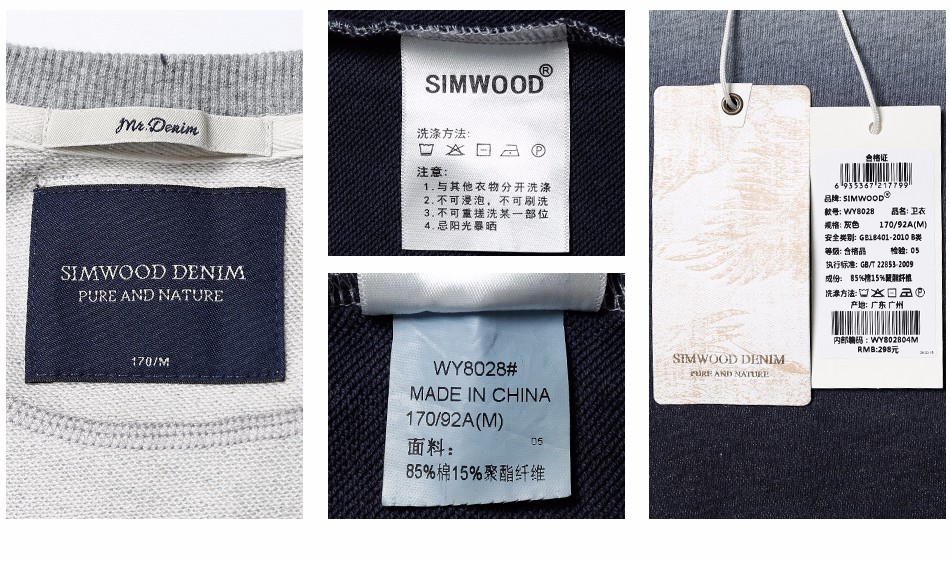 Mr. Denim
SIMWOOD DENIM
PURE AND NATURE
170/M
SIMWOOD®
洗涤方法:
注意:
1.与其他衣物分开洗涤
2.不可浸泡，不可刷洗
3.不可重搓洗某一部位
4.忌阳光暴晒
WY8028#
MADE IN CHINA
170/92A(M)
面料: 05
85%棉15%聚酯纤维
SIMWOOD DENIM
PURE AND NATURE
合格证
6 935367 217799
品牌: SIMWOOD®
款号: WY8028 品名: 卫衣
规格: 灰色 170/92A(M)
安全类别: GB18401-2010 B类
等级: 合格品 检验: 05
执行标准: GB/T 22853-2009
成份: 85%棉15%聚酯纤维
洗涤方法:
产地: 广东 广州
内部编码: WY802804M
RMB:298元